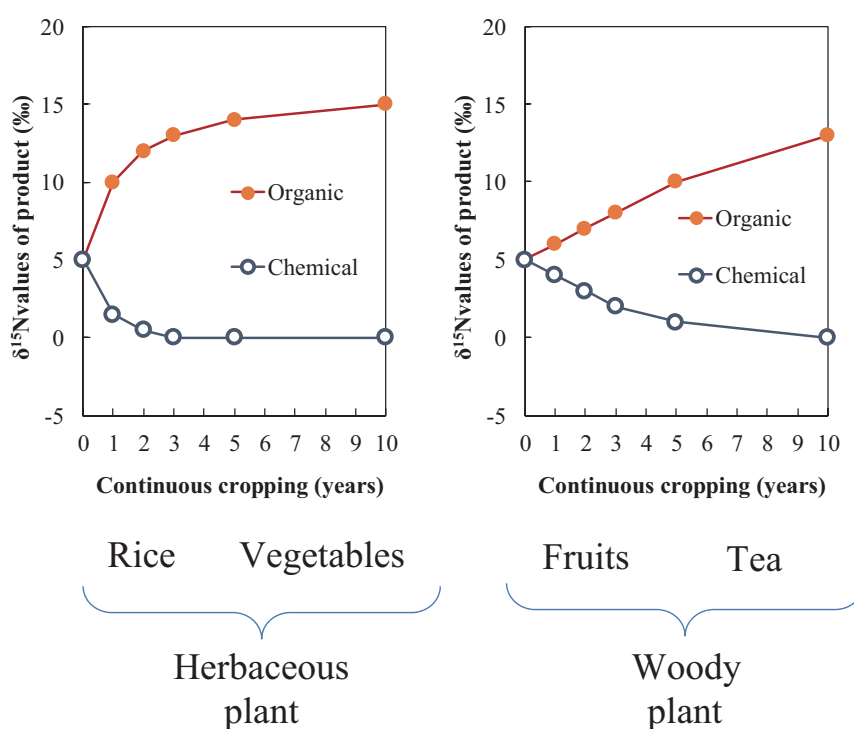 20
15
10
5
0
-5
δ¹⁵Nvalues of product (‰)
Organic
Chemical
0 1 2 3 4 5 6 7 8 9 10
Continuous cropping (years)
20
15
10
5
0
-5
δ¹⁵Nvalues of product (‰)
Organic
Chemical
0 1 2 3 4 5 6 7 8 9 10
Continuous cropping (years)
Rice Vegetables
Fruits Tea
Herbaceous
plant
Woody
plant